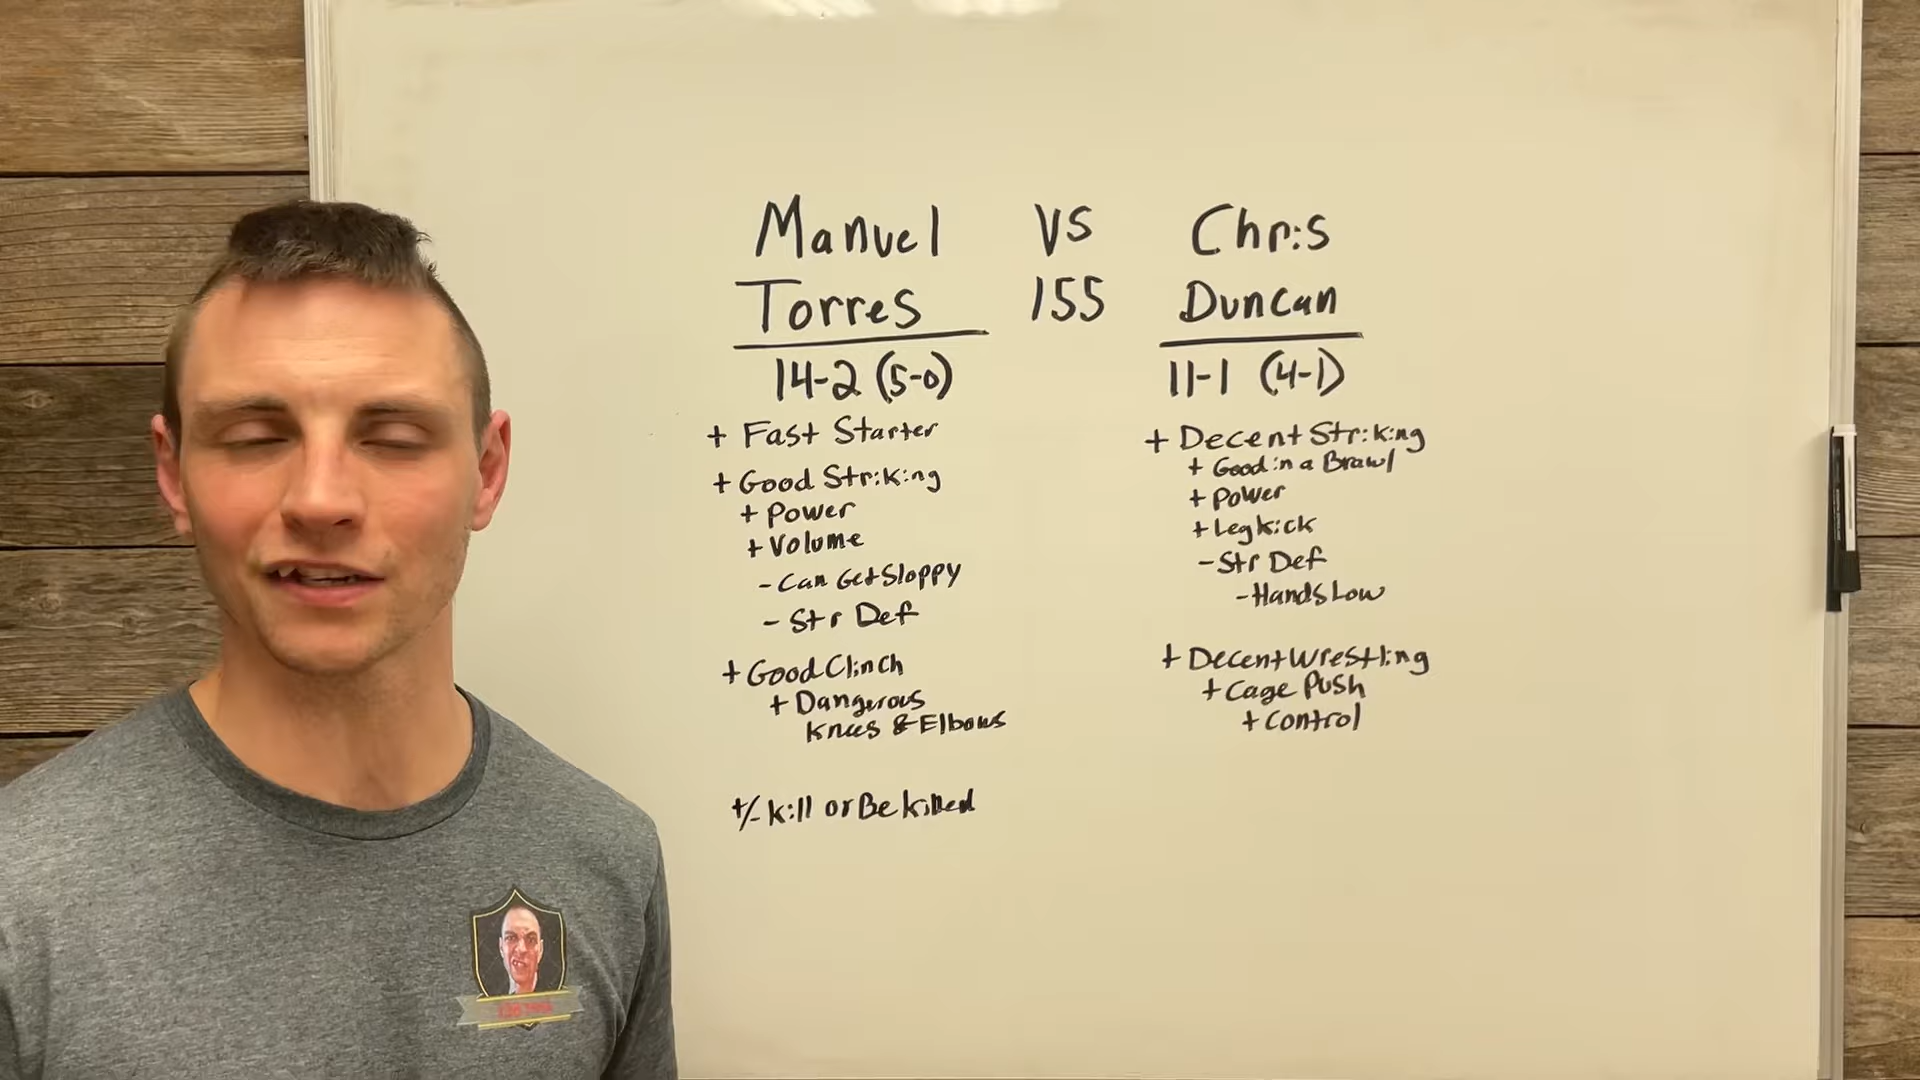 Manuel VS Chris
Torres 155 Duncan
14-2 (5-0)
+ Fast Starter
+ Good Striking
+ Power
+ Volume
- Can Get Sloppy
- Str Def
+ Good Clinch
+ Dangerous
Knees & Elbows
+/- Kill or Be Killed
11-1 (4-1)
+ Decent Striking
+ Good in a Brawl
+ Power
+ Leg Kick
- Str Def
- Hands Low
+ Decent Wrestling
+ Cage Push
+ Control